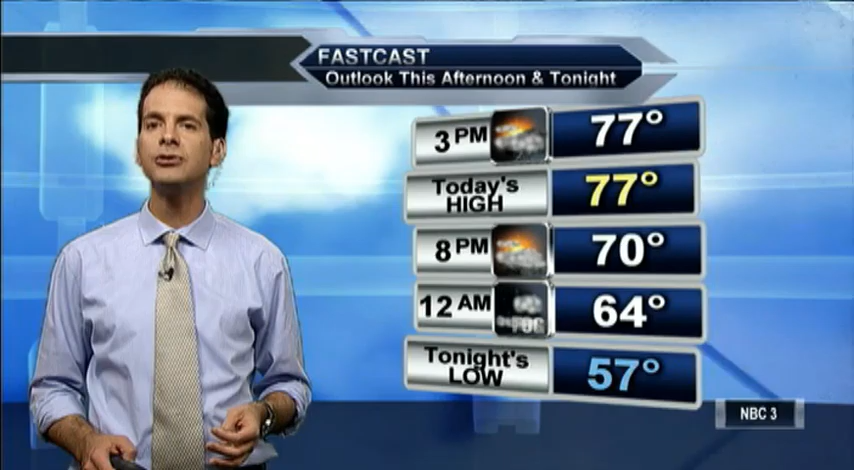 FASTCAST
Outlook This Afternoon & Tonight
3 PM 77°
Today's
HIGH
77°
8 PM 70°
12 AM FOG 64°
Tonight's
LOW
57°
NBC 3